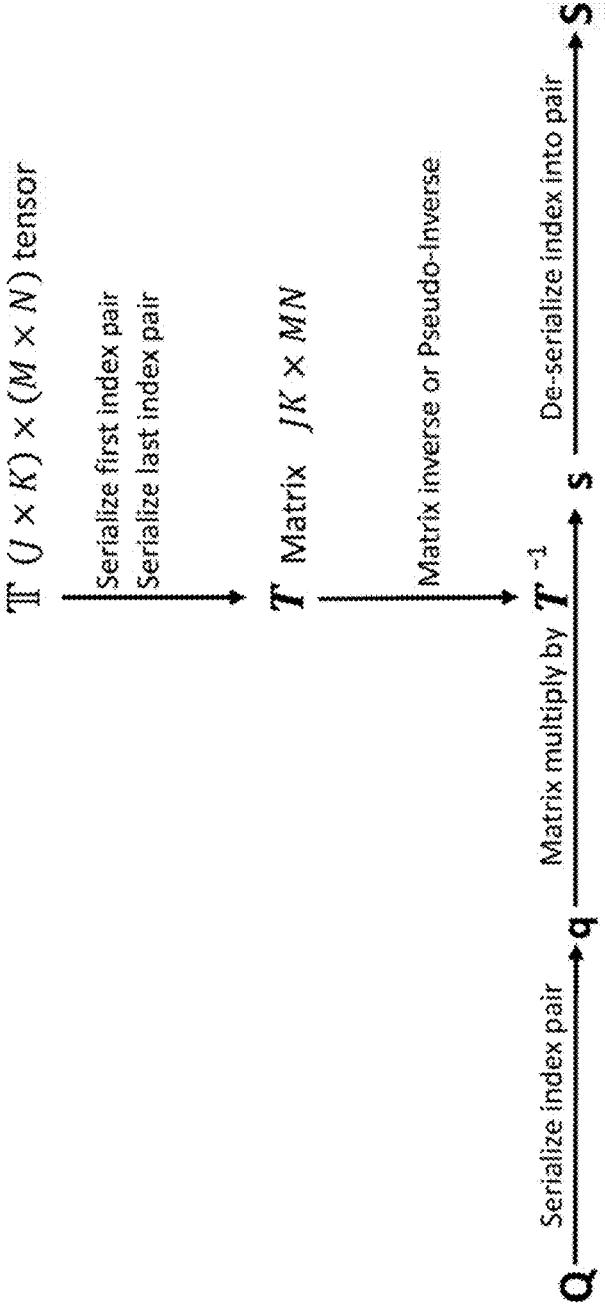 𝕋 (J × K) × (M × N) tensor
Serialize first index pair
Serialize last index pair
T Matrix JK × MN
Matrix inverse or Pseudo-Inverse
Q
Serialize index pair
q
Matrix multiply by T⁻¹
s
De-serialize index into pair
S